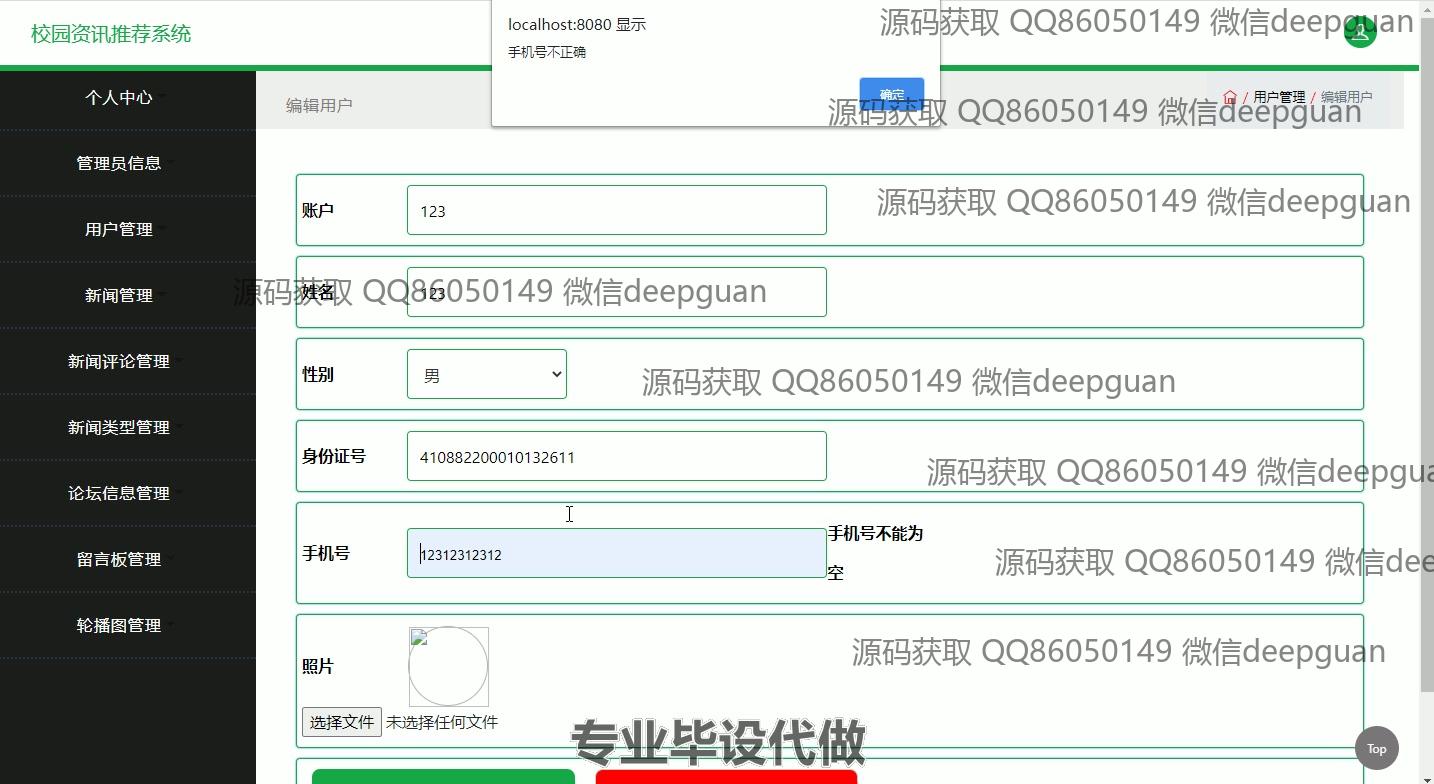 校园资讯推荐系统
localhost:8080 显示
手机号不正确
确定
源码获取 QQ86050149 微信deepguan
编辑用户
/ 用户管理 / 编辑用户
源码获取 QQ86050149 微信deepguan
个人中心
管理员信息
用户管理
新闻管理
新闻评论管理
新闻类型管理
论坛信息管理
留言板管理
轮播图管理
账户
123
源码获取 QQ86050149 微信deepguan
姓名
123
源码获取 QQ86050149 微信deepguan
性别
男
源码获取 QQ86050149 微信deepguan
身份证号
410882200010132611
源码获取 QQ86050149 微信deepgua
手机号
12312312312
手机号不能为
空
源码获取 QQ86050149 微信dee
照片
源码获取 QQ86050149 微信deepguan
选择文件 未选择任何文件
专业毕设代做
Top